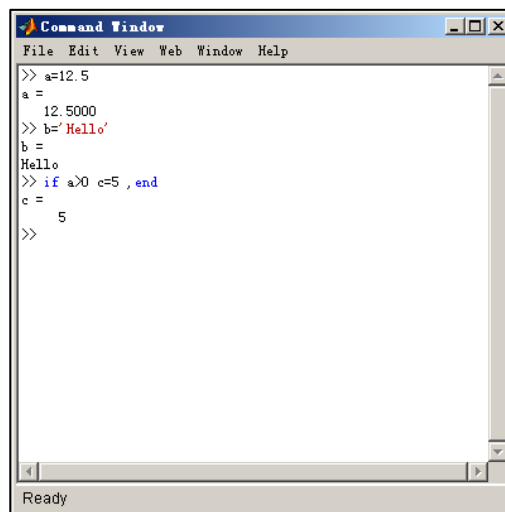 Command Window
File Edit View Web Window Help
>> a=12.5
a =
12.5000
>> b='Hello'
b =
Hello
>> if a>0 c=5 ,end
c =
5
>>
Ready